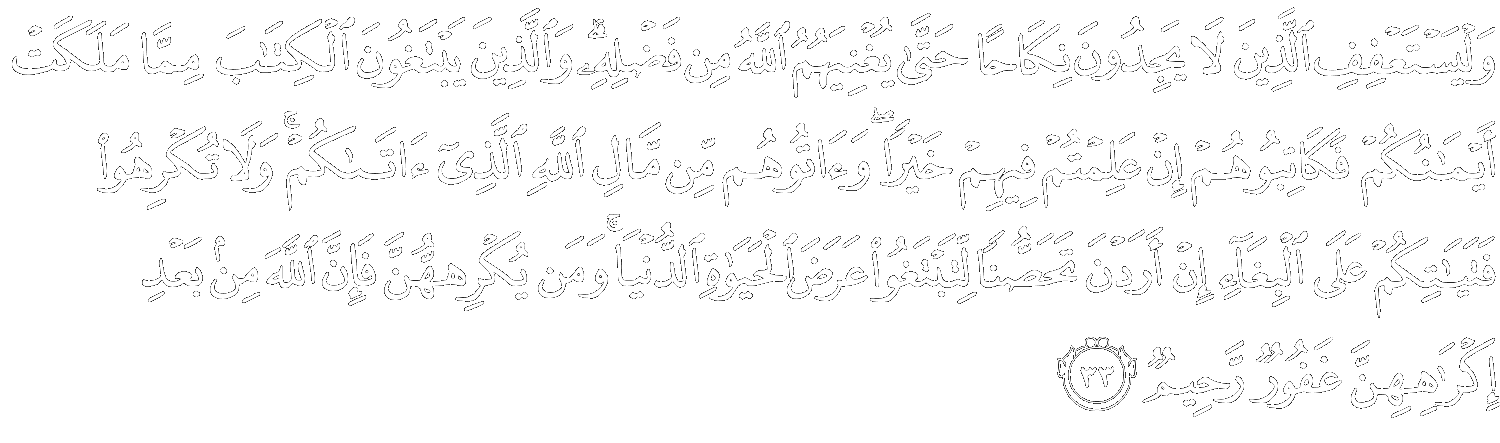 وَلْيَسْتَعْفِفِ ٱلَّذِينَ لَا يَجِدُونَ نِكَاحًا حَتَّىٰ يُغْنِيَهُمُ ٱللَّهُ مِن فَضْلِهِۦۗ وَٱلَّذِينَ يَبْتَغُونَ ٱلْكِتَـٰبَ مِمَّا مَلَكَتْ
أَيْمَـٰنُكُمْ فَكَاتِبُوهُمْ إِنْ عَلِمْتُمْ فِيهِمْ خَيْرًاۖ وَءَاتُوهُم مِّن مَّالِ ٱللَّهِ ٱلَّذِىٓ ءَاتَىٰكُمْۚ وَلَا تُكْرِهُوا۟
فَتَيَـٰتِكُمْ عَلَى ٱلْبِغَآءِ إِنْ أَرَدْنَ تَحَصُّنًا لِّتَبْتَغُوا۟ عَرَضَ ٱلْحَيَوٰةِ ٱلدُّنْيَاۚ وَمَن يُكْرِههُّنَّ فَإِنَّ ٱللَّهَ مِنۢ بَعْدِ
إِكْرَٰهِهِنَّ غَفُورٌ رَّحِيمٌ ٣٣